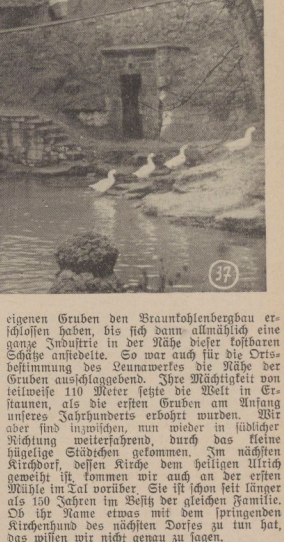 37
eigenen Gruben den Braunkohlenbergbau er-
schlossen haben, bis sich dann allmählich eine
ganze Industrie in der Nähe dieser kostbaren
Schätze ansiedelte. So war auch für die Orts-
bestimmung des Leunawerkes die Nähe der
Gruben ausschlaggebend. Ihre Mächtigkeit von
teilweise 110 Meter setzte die Welt in Er-
staunen, als die ersten Gruben am Anfang
unseres Jahrhunderts erbohrt wurden. Wir
aber sind inzwischen, nun wieder in südlicher
Richtung weiterfahrend, durch das kleine
hügelige Städtchen gekommen. Im nächsten
Kirchdorf, dessen Kirche dem heiligen Ulrich
geweiht ist, kommen wir auch an der ersten
Mühle im Tal vorüber. Sie ist schon seit länger
als 150 Jahren im Besitz der gleichen Familie.
Ob ihr Name etwas mit dem springenden
Kirchenhund des nächsten Dorfes zu tun hat,
das wissen wir nicht genau zu sagen.